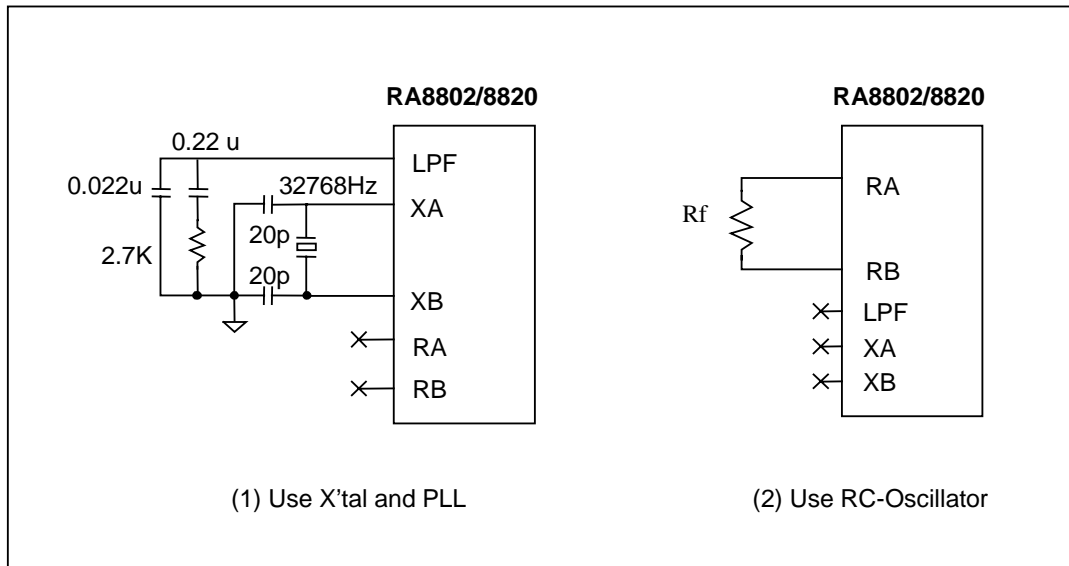 RA8802/8820
0.22 u
LPF
0.022u
32768Hz
XA
20p
2.7K
20p
XB
RA
RB
(1) Use X'tal and PLL
RA8802/8820
RA
Rf
RB
LPF
XA
XB
(2) Use RC-Oscillator